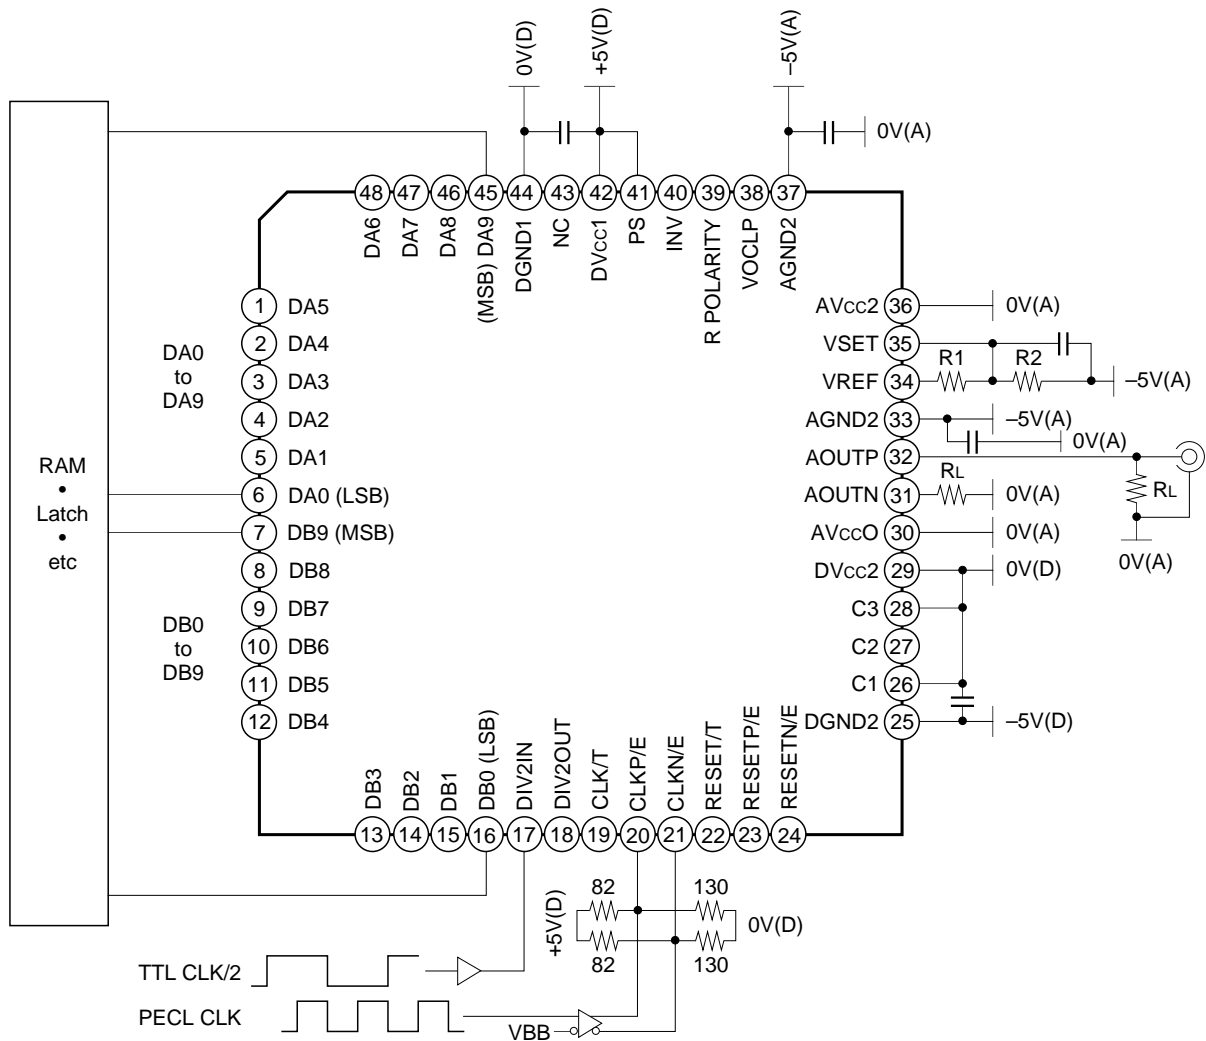 0V(D)
+5V(D)
–5V(A)
0V(A)
48 47 46 45 44 43 42 41 40 39 38 37
DA6
DA7
DA8
(MSB) DA9
DGND1
NC
DVCC1
PS
INV
R POLARITY
VOCLP
AGND2
RAM
•
Latch
•
etc
DA0
to
DA9
DB0
to
DB9
1 DA5
2 DA4
3 DA3
4 DA2
5 DA1
6 DA0 (LSB)
7 DB9 (MSB)
8 DB8
9 DB7
10 DB6
11 DB5
12 DB4
AVCC2 36 0V(A)
VSET 35
R1 R2
VREF 34 –5V(A)
AGND2 33 –5V(A)
0V(A)
AOUTP 32
RL
AOUTN 31 RL 0V(A)
AVCCO 30 0V(A)
0V(A)
DVCC2 29 0V(D)
C3 28
C2 27
C1 26
DGND2 25 –5V(D)
DB3
DB2
DB1
DB0 (LSB)
DIV2IN
DIV2OUT
CLK/T
CLKP/E
CLKN/E
RESET/T
RESETP/E
RESETN/E
13 14 15 16 17 18 19 20 21 22 23 24
82 130
+5V(D) 0V(D)
82 130
TTL CLK/2
PECL CLK
VBB